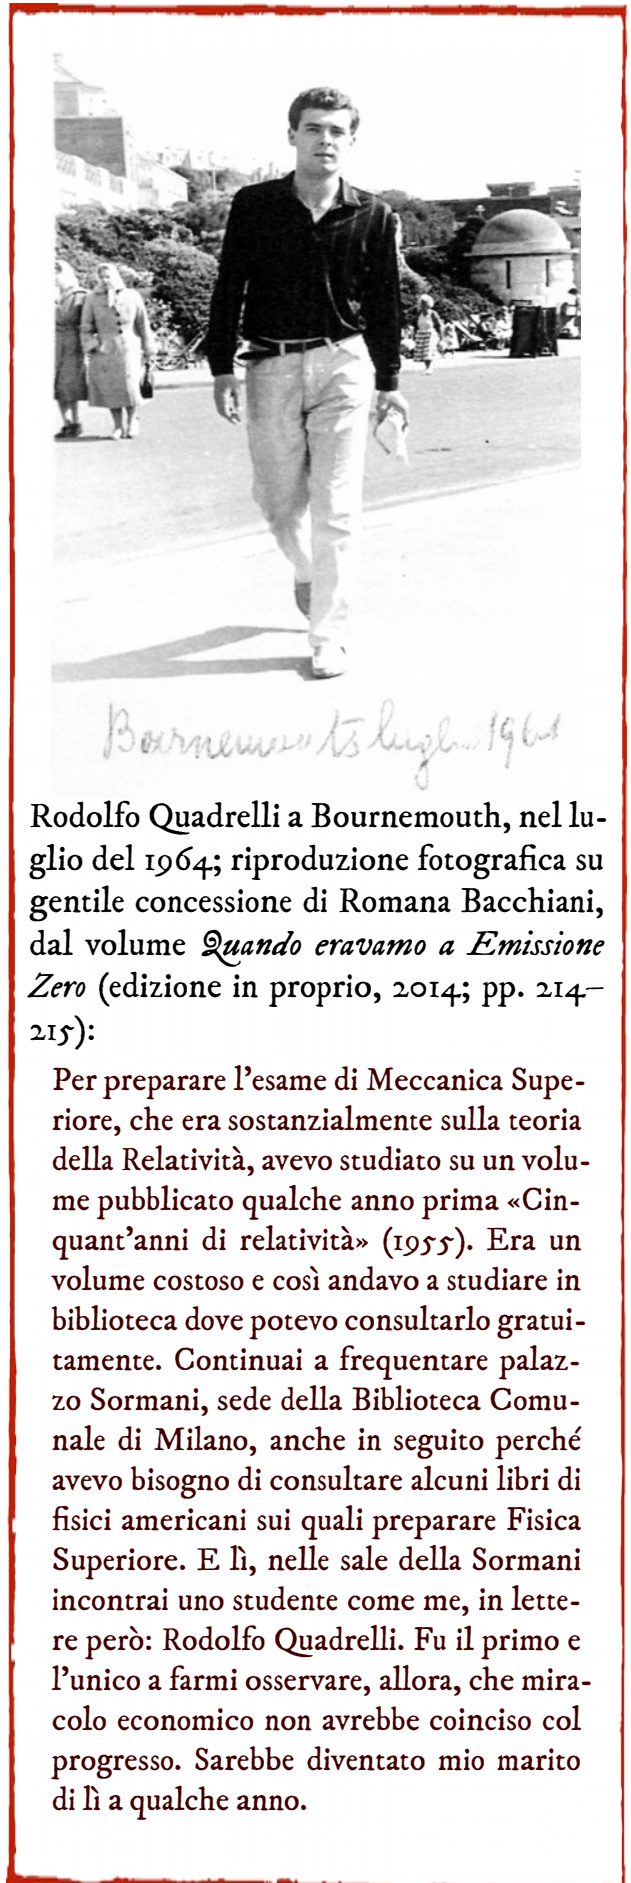 Bournemouth luglio 1964
Rodolfo Quadrelli a Bournemouth, nel lu-
glio del 1964; riproduzione fotografica su
gentile concessione di Romana Bacchiani,
dal volume Quando eravamo a Emissione
Zero (edizione in proprio, 2014; pp. 214–
215):
Per preparare l'esame di Meccanica Supe-
riore, che era sostanzialmente sulla teoria
della Relatività, avevo studiato su un volu-
me pubblicato qualche anno prima «Cin-
quant'anni di relatività» (1955). Era un
volume costoso e così andavo a studiare in
biblioteca dove potevo consultarlo gratui-
tamente. Continuai a frequentare palaz-
zo Sormani, sede della Biblioteca Comu-
nale di Milano, anche in seguito perché
avevo bisogno di consultare alcuni libri di
fisici americani sui quali preparare Fisica
Superiore. E lì, nelle sale della Sormani
incontrai uno studente come me, in lette-
re però: Rodolfo Quadrelli. Fu il primo e
l'unico a farmi osservare, allora, che mira-
colo economico non avrebbe coinciso col
progresso. Sarebbe diventato mio marito
di lì a qualche anno.